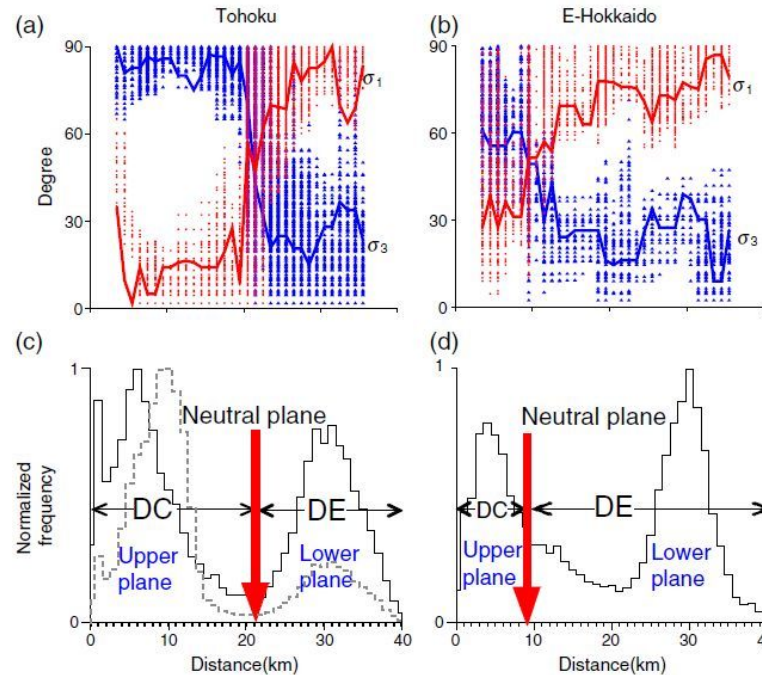 Tohoku
E-Hokkaido
(a)
(b)
90
60
30
0
Degree
σ1
σ3
90
60
30
0
σ1
σ3
(c)
(d)
1
0
Normalized
frequency
Neutral plane
DC
DE
Upper
plane
Lower
plane
0
10
20
30
40
Distance(km)
1
0
Neutral plane
DC
DE
Upper
plane
Lower
plane
0
10
20
30
40
Distance(km)